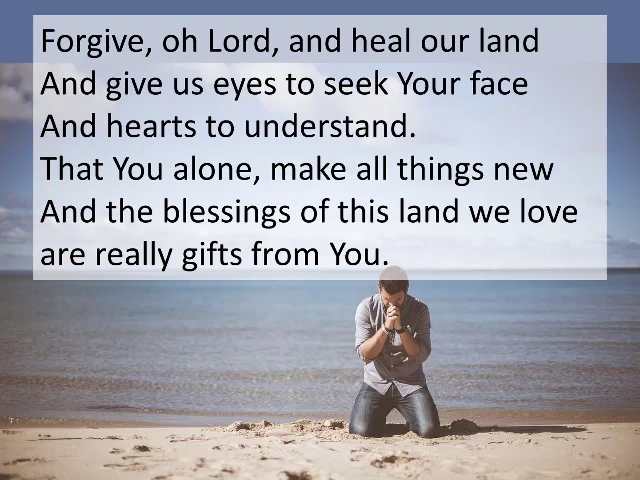 Forgive, oh Lord, and heal our land
And give us eyes to seek Your face
And hearts to understand.
That You alone, make all things new
And the blessings of this land we love
are really gifts from You.